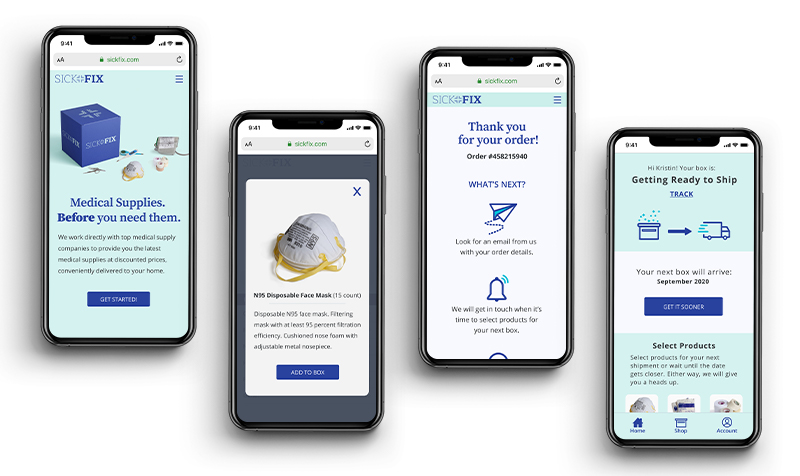 9:41
AA
sickfix.com
SICK FIX
SICK FIX
Medical Supplies.
Before you need them.
We work directly with top medical supply
companies to provide you the latest
medical supplies at discounted prices,
conveniently delivered to your home.
GET STARTED!
9:41
AA
sickfix.com
SICK FIX
X
N95 Disposable Face Mask (15 count)
Disposable N95 face mask. Filtering
mask with at least 95 percent filtration
efficiency. Cushioned nose foam with
adjustable metal nosepiece.
ADD TO BOX
9:41
AA
sickfix.com
SICK FIX
Thank you
for your order!
Order #458215940
WHAT'S NEXT?
Look for an email from us
with your order details.
We will get in touch when it's
time to select products for
your next box.
9:41
Hi Kristin! Your box is:
Getting Ready to Ship
TRACK
Your next box will arrive:
September 2020
GET IT SOONER
Select Products
Select products for your next
shipment or wait until the date
gets closer. Either way, we will give
you a heads up.
Home
Shop
Account